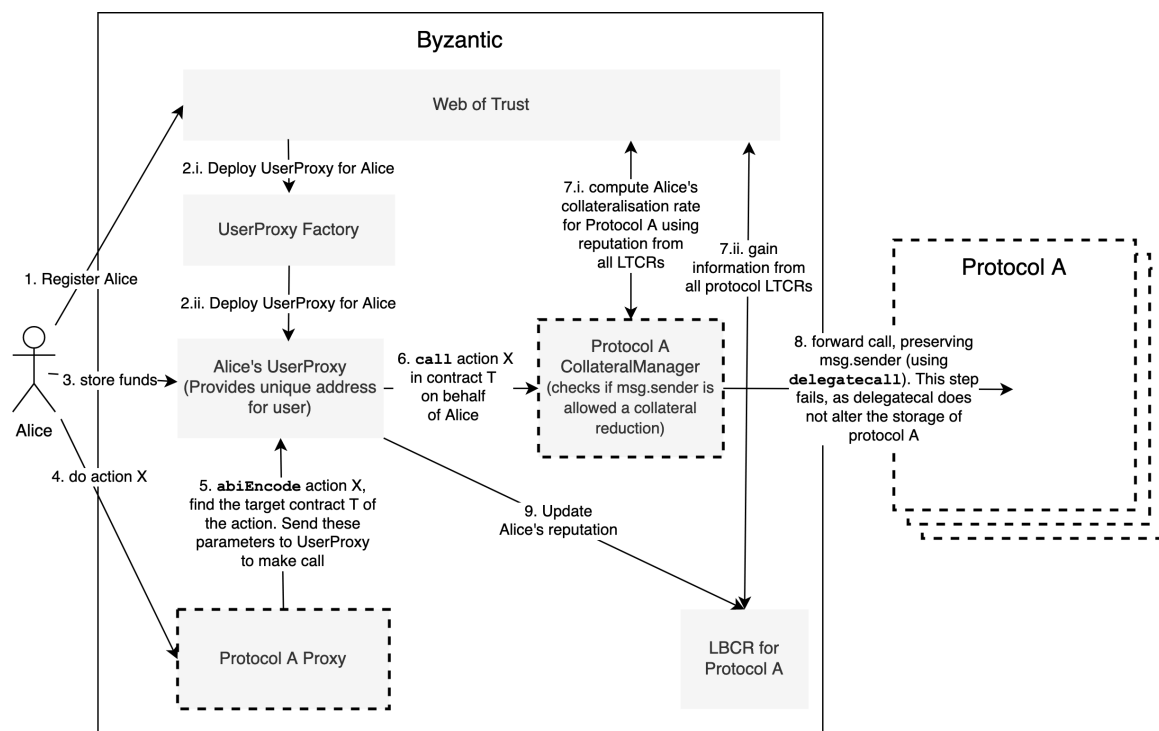 Byzantic
Web of Trust
2.i. Deploy UserProxy for Alice
UserProxy Factory
1. Register Alice
2.ii. Deploy UserProxy for Alice
7.i. compute Alice's
collateralisation rate
for Protocol A using
reputation from
all LTCRs
7.ii. gain
information from
all protocol LTCRs
Protocol A
Alice
3. store funds
Alice's UserProxy
(Provides unique address
for user)
6. call action X
in contract T
on behalf
of Alice
Protocol A
CollateralManager
(checks if msg.sender is
allowed a collateral
reduction)
8. forward call, preserving
msg.sender (using
delegatecall). This step
fails, as delegatecal does
not alter the storage of
protocol A
4. do action X
5. abiEncode action X,
find the target contract T of
the action. Send these
parameters to UserProxy
to make call
9. Update
Alice's reputation
Protocol A Proxy
LBCR for
Protocol A